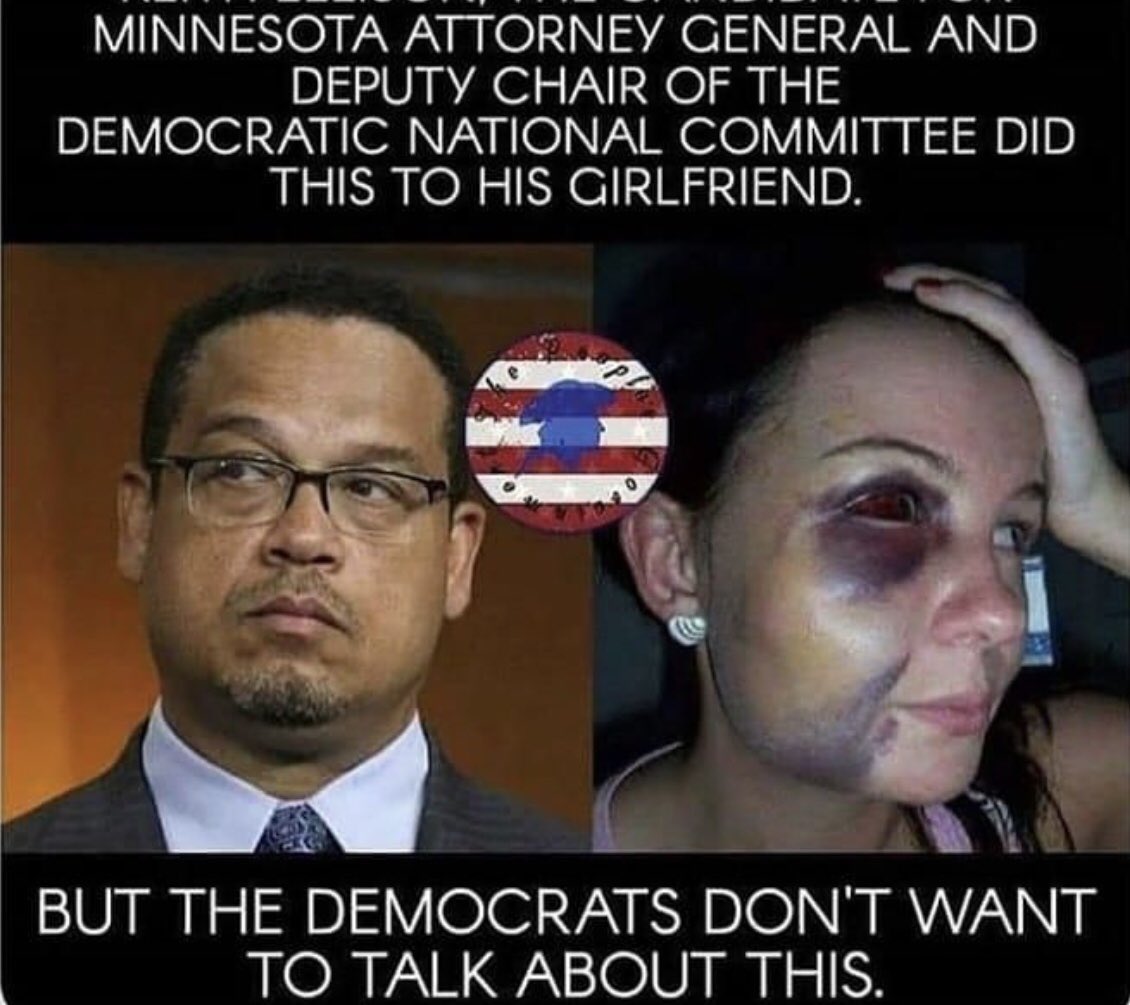 MINNESOTA ATTORNEY GENERAL AND
DEPUTY CHAIR OF THE
DEMOCRATIC NATIONAL COMMITTEE DID
THIS TO HIS GIRLFRIEND.
BUT THE DEMOCRATS DON'T WANT
TO TALK ABOUT THIS.